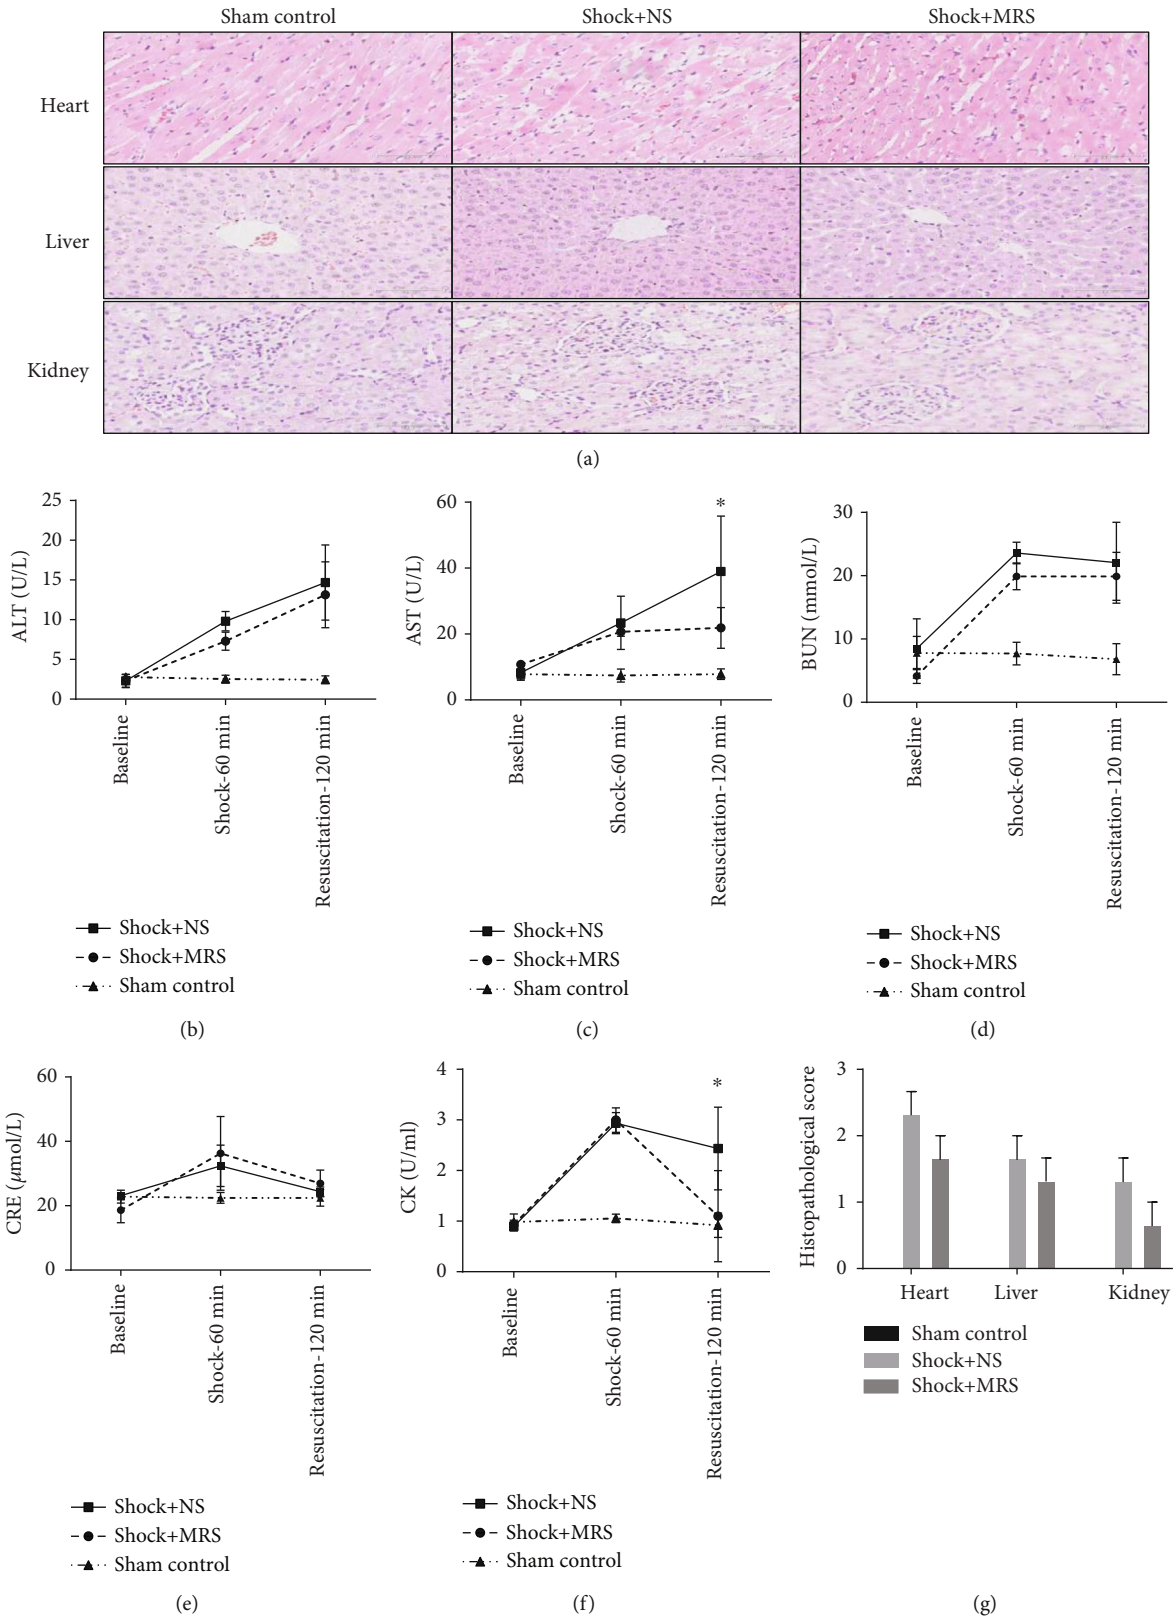 Sham control Shock+NS Shock+MRS
Heart
Liver
Kidney
(a)
25
20
15
10
5
0
ALT (U/L)
Baseline
Shock-60 min
Resuscitation-120 min
Shock+NS
Shock+MRS
Sham control
(b)
60
40
20
0
AST (U/L)
*
Baseline
Shock-60 min
Resuscitation-120 min
Shock+NS
Shock+MRS
Sham control
(c)
30
20
10
0
BUN (mmol/L)
Baseline
Shock-60 min
Resuscitation-120 min
Shock+NS
Shock+MRS
Sham control
(d)
60
40
20
0
CRE (μmol/L)
Baseline
Shock-60 min
Resuscitation-120 min
Shock+NS
Shock+MRS
Sham control
(e)
4
3
2
1
0
CK (U/ml)
*
Baseline
Shock-60 min
Resuscitation-120 min
Shock+NS
Shock+MRS
Sham control
(f)
3
2
1
0
Histopathological score
Heart Liver Kidney
Sham control
Shock+NS
Shock+MRS
(g)